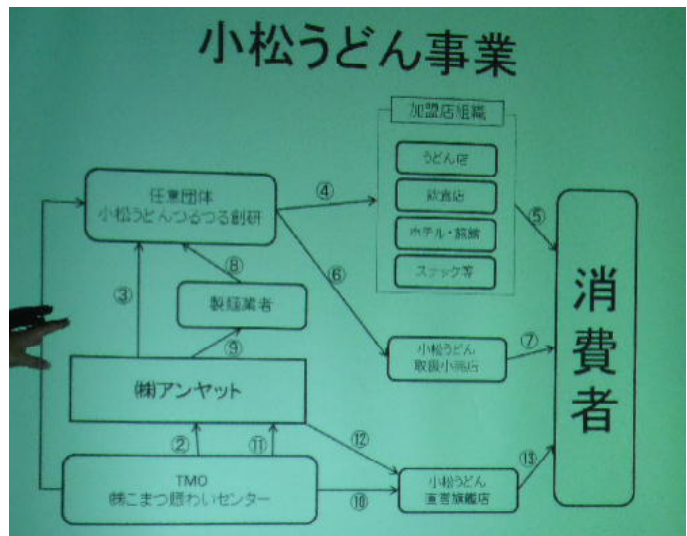 小松うどん事業
加盟店組織
うどん店
飲食店
ホテル・旅館
スナック等
任意団体
小松うどんつるつる創研
④
⑤
⑥
⑧
③
製麺業者
⑨
消費者
小松うどん
取扱小売店
⑦
㈱アンヤット
②
⑪
⑫
⑬
TMO
㈱こまつ賑わいセンター
⑩
小松うどん
直営旗艦店